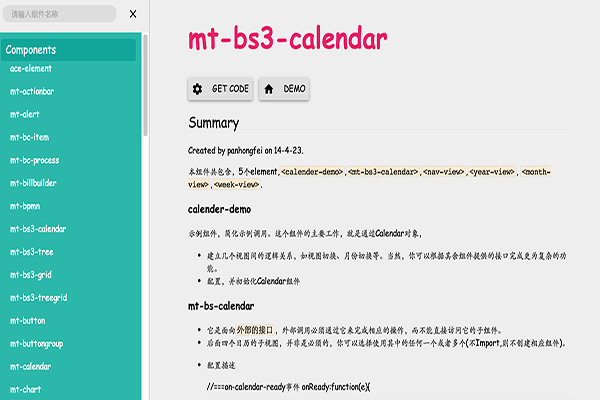 请输入组件名称
X
Components
ace-element
mt-actionbar
mt-alert
mt-bc-item
mt-bc-process
mt-billbuilder
mt-bpmn
mt-bs3-calendar
mt-bs3-tree
mt-bs3-grid
mt-bs3-treegrid
mt-button
mt-buttongroup
mt-calendar
mt-chart
mt-bs3-calendar
GET CODE
DEMO
Summary
Created by panhongfei on 14-4-23.
本组件共包含，5个element,<calender-demo>,<mt-bs3-calendar>,<nav-view>,<year-view>, <month-
view>,<week-view>.
calender-demo
示例组件，简化示例调用。这个组件的主要工作，就是通过Calendar对象，
• 建立几个视图间的逻辑关系，如视图切换、月份切换等。当然，你可以根据其余组件提供的接口完成更为复杂的功
能。
• 配置，并初始化Calendar组件
mt-bs-calendar
• 它是面向外部的接口，外部调用必须通过它来完成相应的操作，而不能直接访问它的子组件。
• 后面四个日历的子视图，并非是必须的，你可以选择使用其中的任何一个或者多个(不Import,则不创建相应组件)。
• 配置描述
//===on-calendar-ready事件 onReady:function(e){